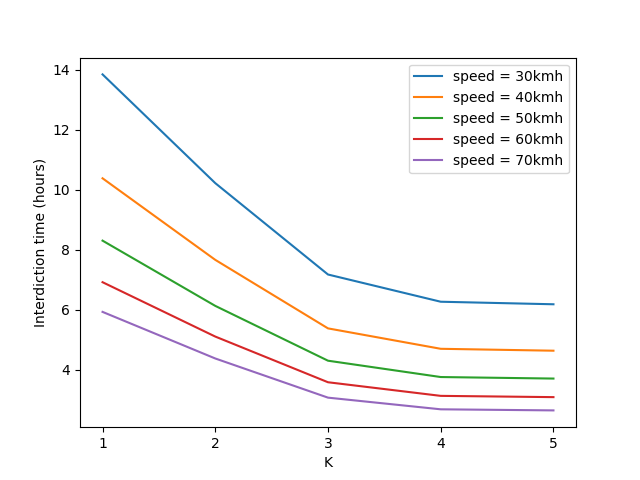 14
12
10
8
6
4
Interdiction time (hours)
1 2 3 4 5
K
speed = 30kmh
speed = 40kmh
speed = 50kmh
speed = 60kmh
speed = 70kmh